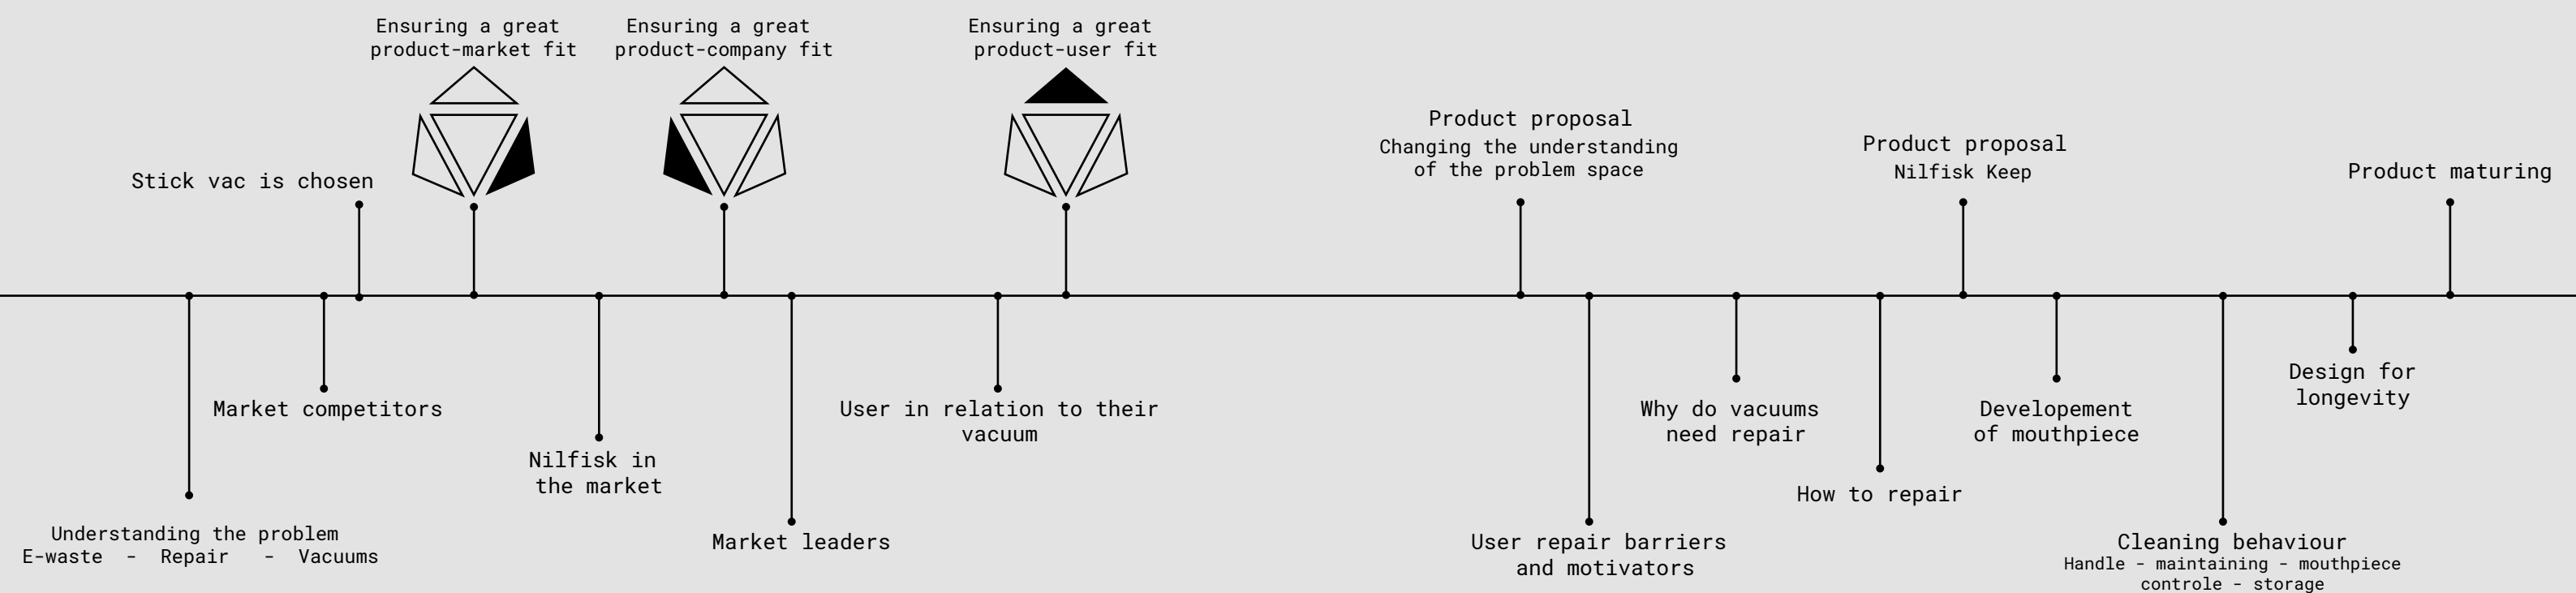 Ensuring a great
product-market fit
Ensuring a great
product-company fit
Ensuring a great
product-user fit
Stick vac is chosen
Product proposal
Changing the understanding
of the problem space
Product proposal
Nilfisk Keep
Product maturing
Understanding the problem
E-waste - Repair - Vacuums
Market competitors
Nilfisk in
the market
Market leaders
User in relation to their
vacuum
User repair barriers
and motivators
Why do vacuums
need repair
How to repair
Developement
of mouthpiece
Cleaning behaviour
Handle - maintaining - mouthpiece
controle - storage
Design for
longevity